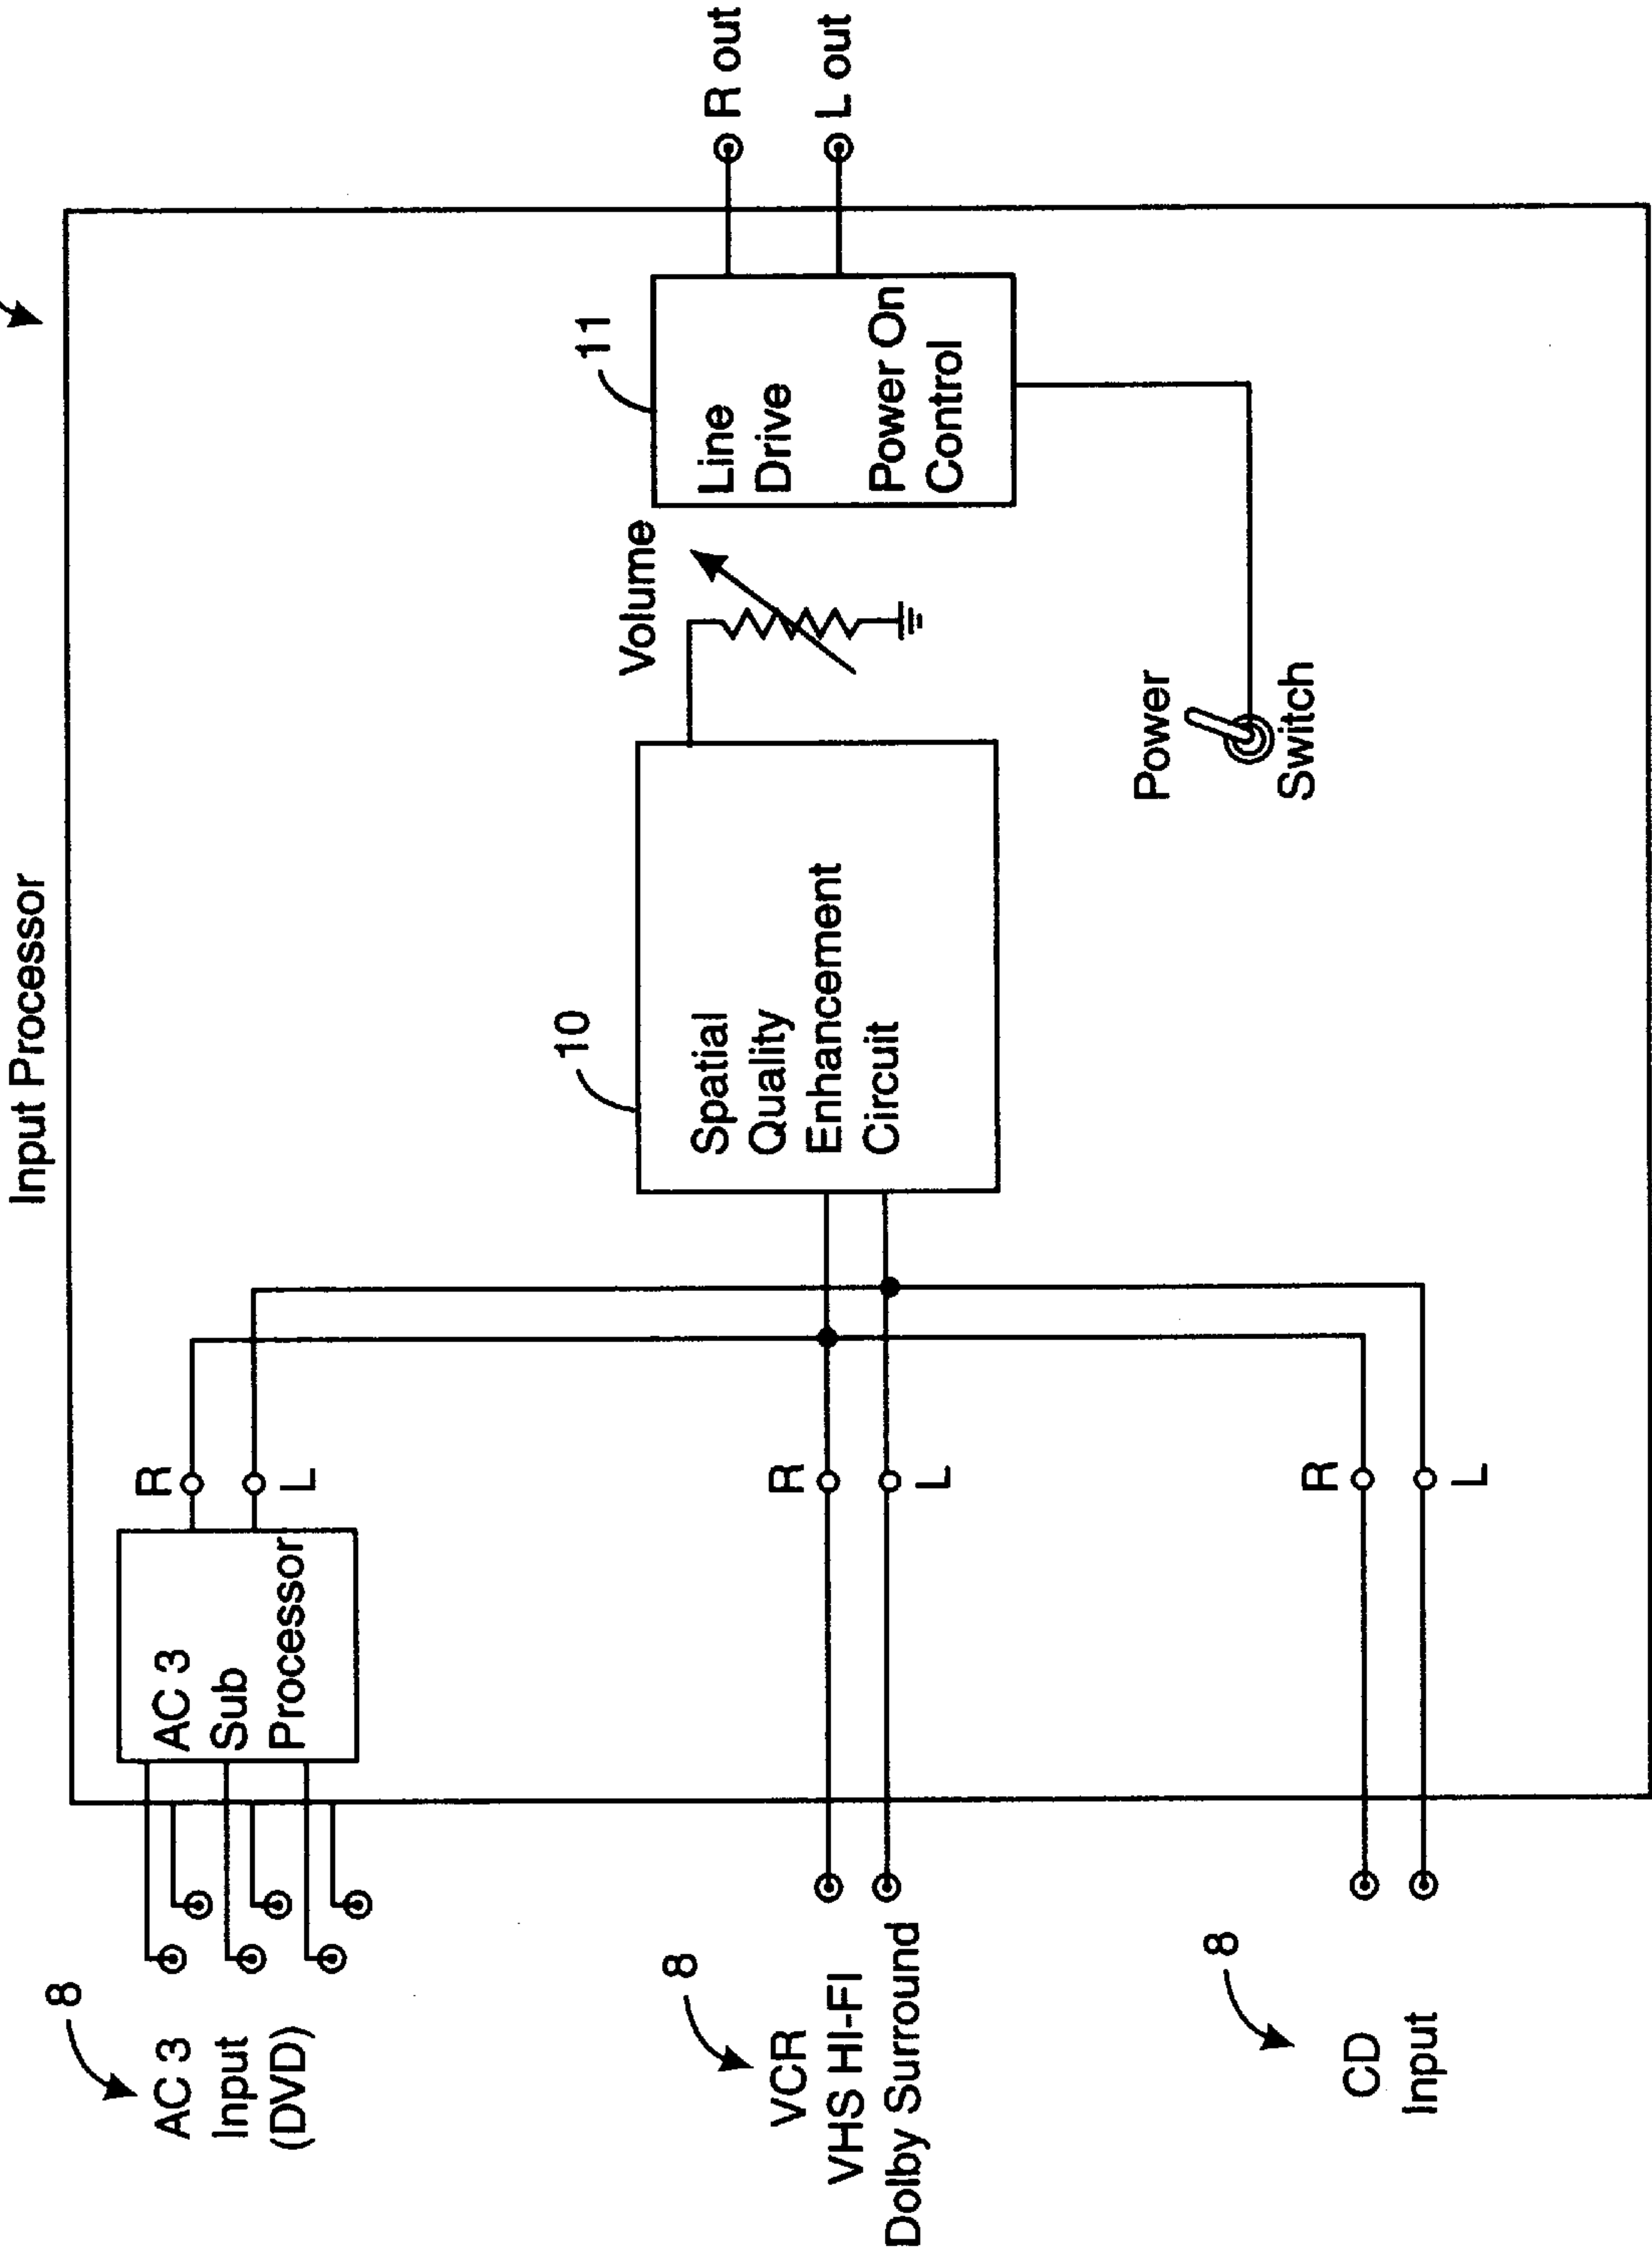 Input Processor
8
AC 3
Input
(DVD)
AC 3
Sub
Processor
R
L
8
VCR
VHS HI-FI
Dolby Surround
R
L
8
CD
Input
R
L
10
Spatial
Quality
Enhancement
Circuit
Volume
Power
Switch
11
Line
Drive
Power On
Control
R out
L out